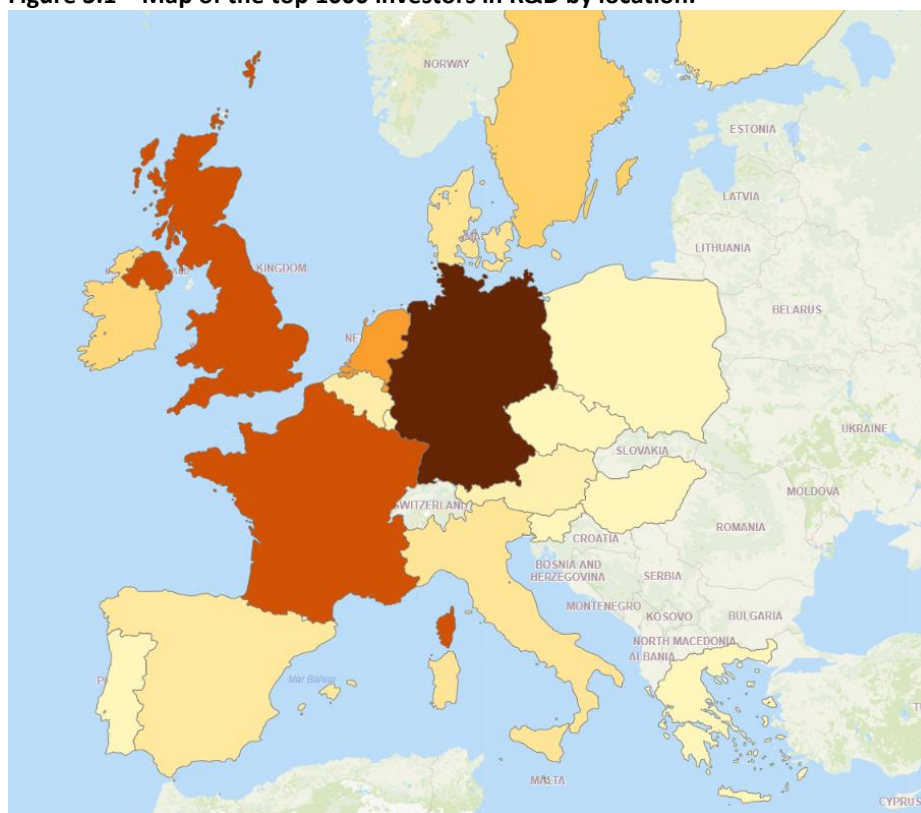 Figure 3.1 – Map of the top 1000 investors in R&D by location.
NORWAY
ESTONIA
LATVIA
LITHUANIA
KINGDOM
BELARUS
NE
UKRAINE
SLOVAKIA
MOLDOVA
SWITZERLAND
ROMANIA
CROATIA
BOSNIA AND
HERZEGOVINA
SERBIA
MONTENEGRO
KOSOVO
BULGARIA
NORTH MACEDONIA
ALBANIA
Mar Balear
MALTA
CYPRUS